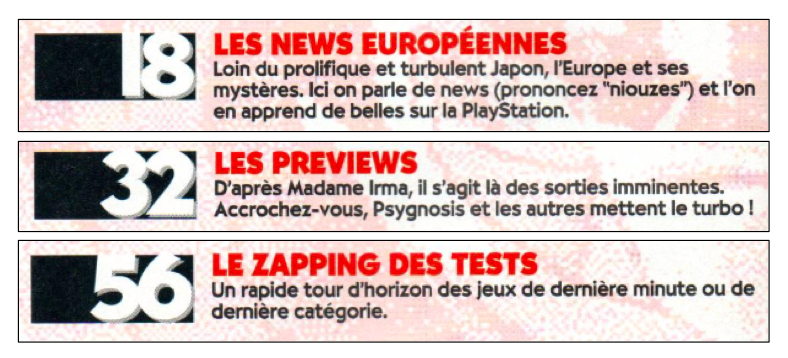 18
LES NEWS EUROPÉENNES
Loin du prolifique et turbulent Japon, l'Europe et ses
mystères. Ici on parle de news (prononcez "niouzes") et l'on
en apprend de belles sur la PlayStation.
32
LES PREVIEWS
D'après Madame Irma, il s'agit là des sorties imminentes.
Accrochez-vous, Psygnosis et les autres mettent le turbo !
56
LE ZAPPING DES TESTS
Un rapide tour d'horizon des jeux de dernière minute ou de
dernière catégorie.